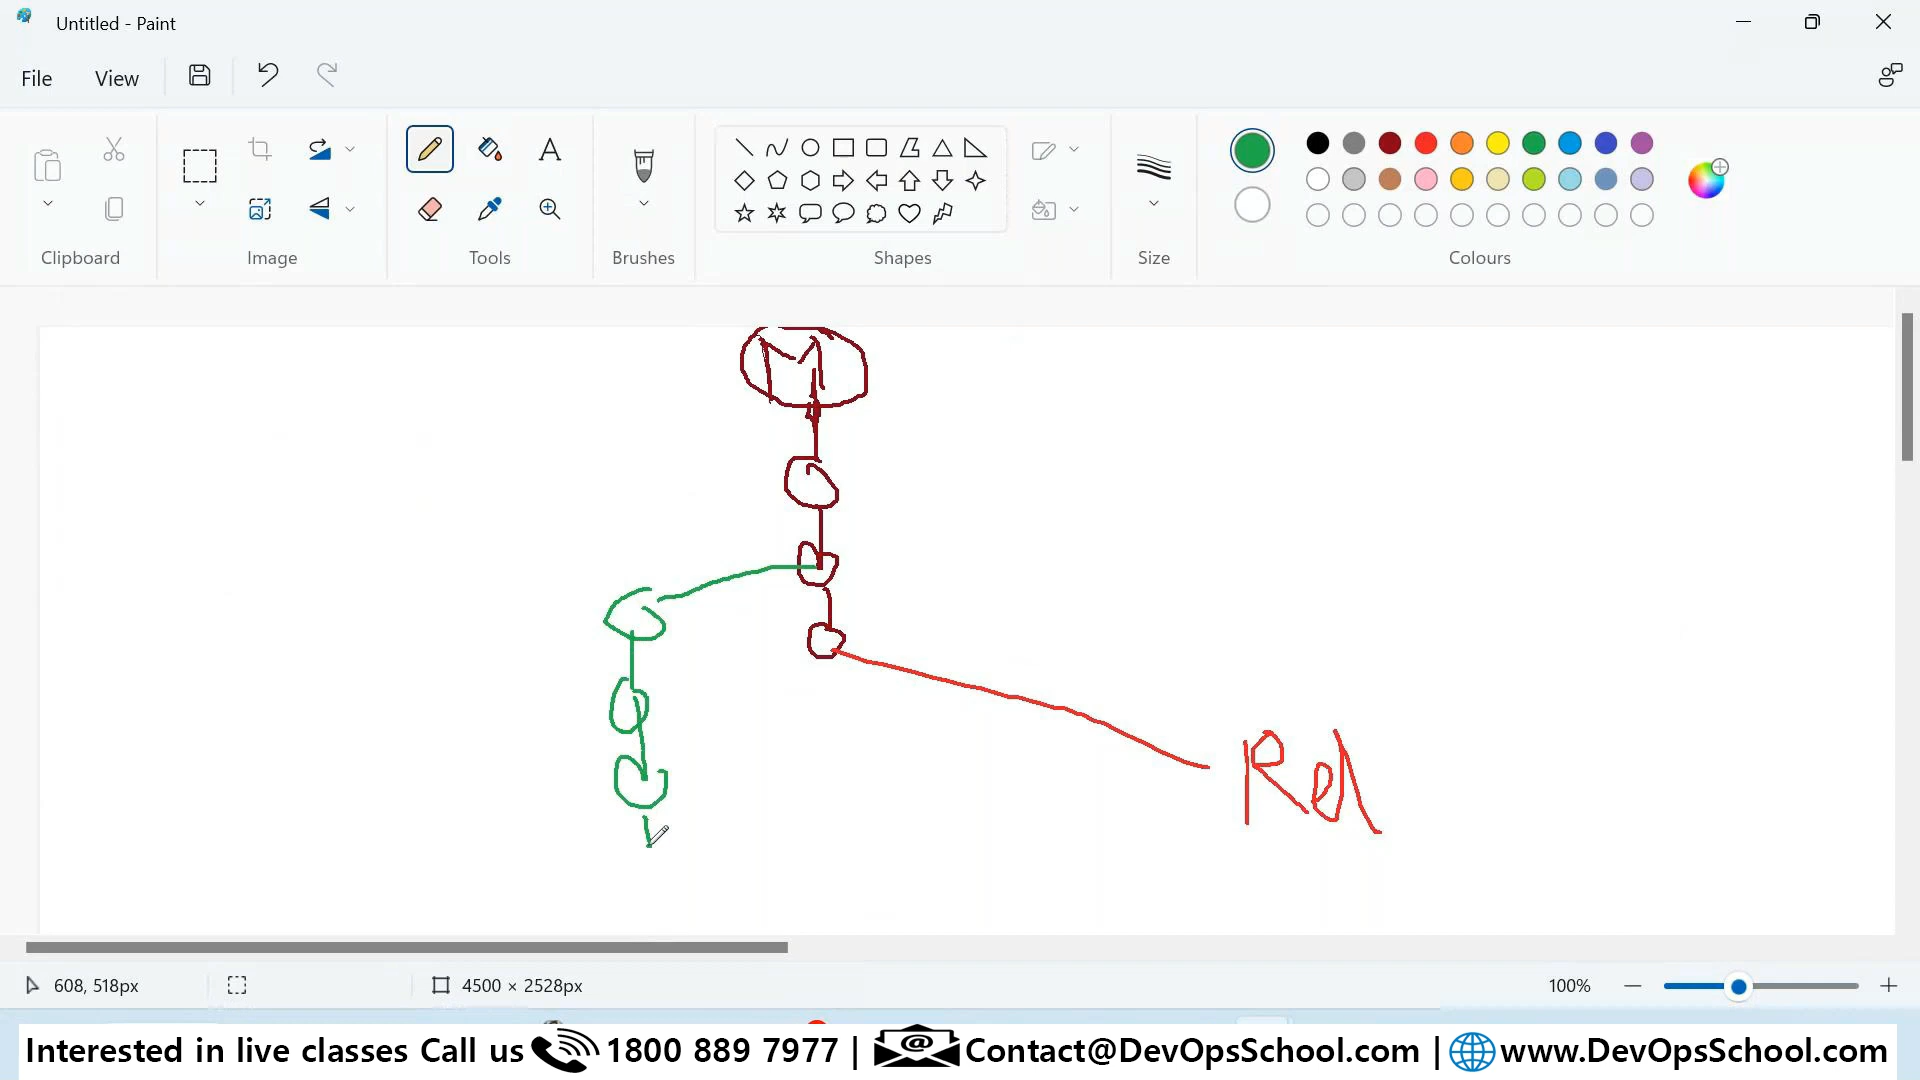 Untitled - Paint
File View
Clipboard Image Tools Brushes Shapes Size Colours
M
Rel
608, 518px 4500 × 2528px 100%
Interested in live classes Call us 1800 889 7977 | Contact@DevOpsSchool.com | www.DevOpsSchool.com